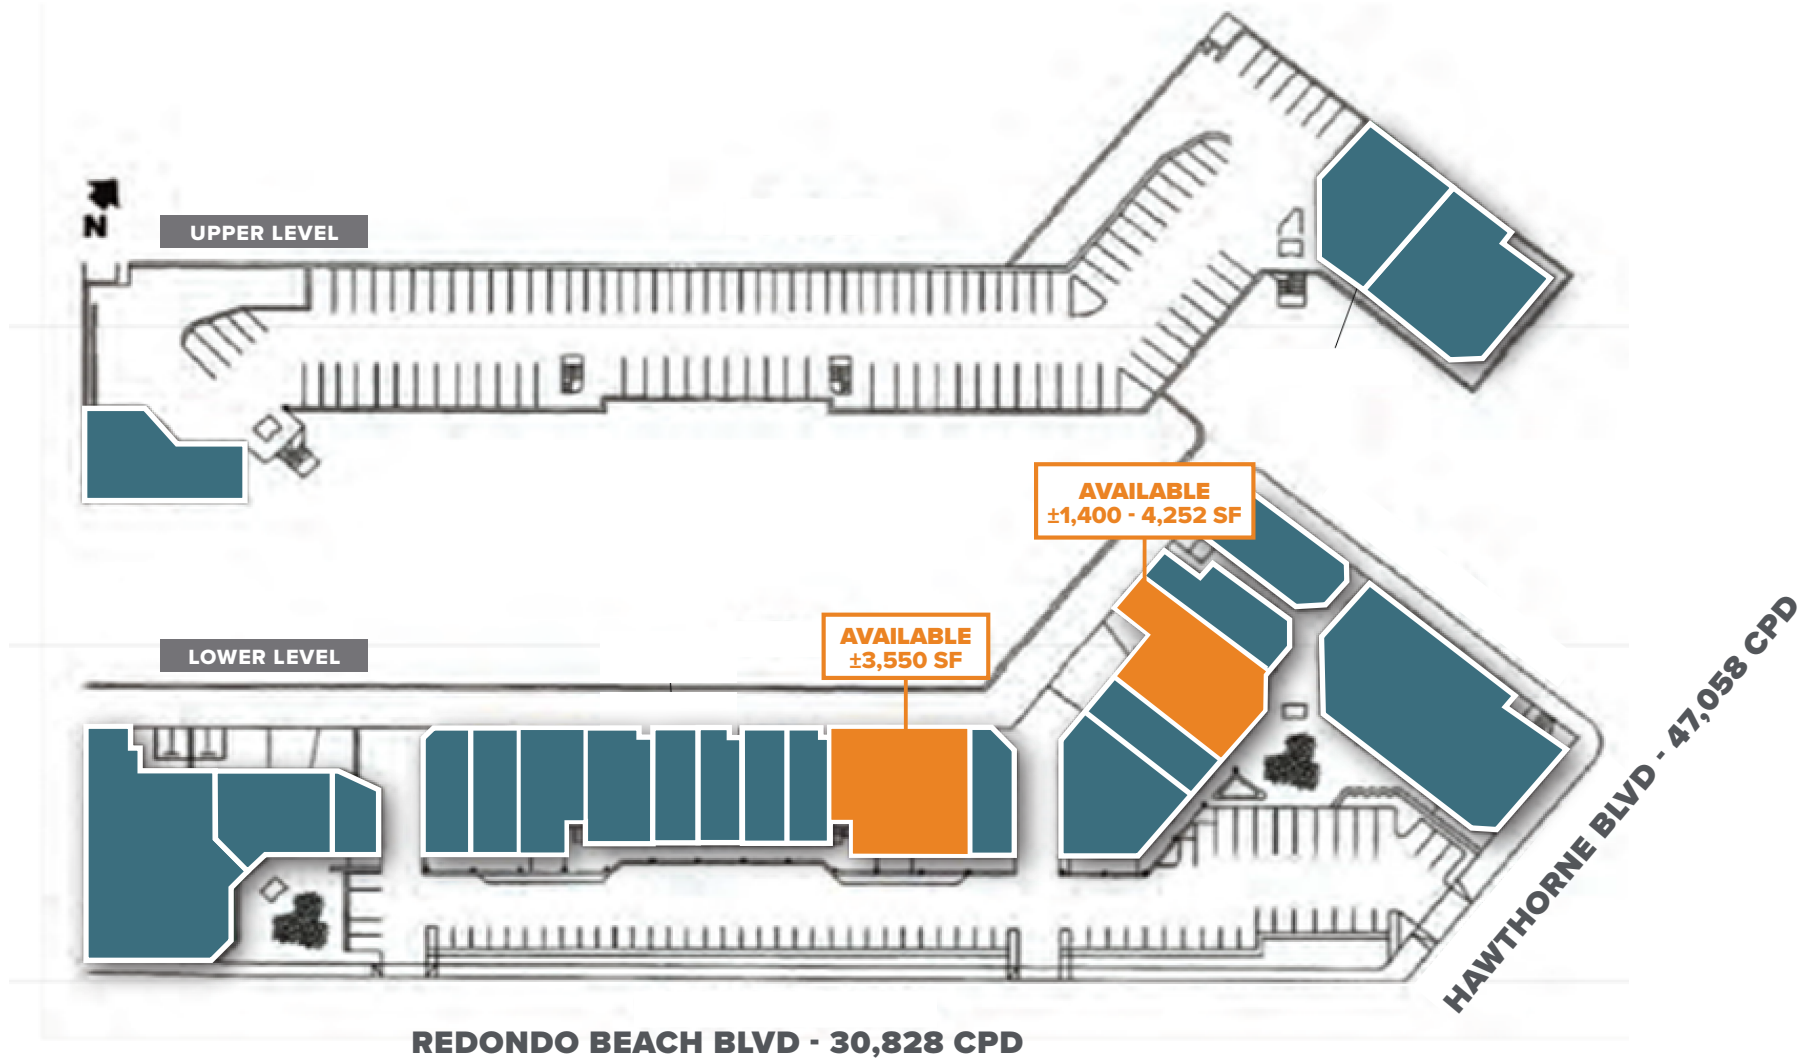 N
UPPER LEVEL
AVAILABLE
±1,400 - 4,252 SF
AVAILABLE
±3,550 SF
LOWER LEVEL
HAWTHORNE BLVD - 47,058 CPD
REDONDO BEACH BLVD - 30,828 CPD